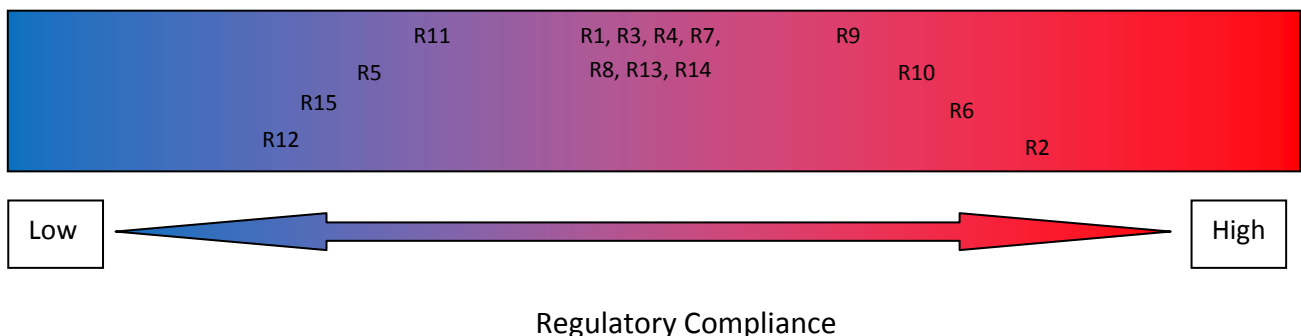 R11
R1, R3, R4, R7,
R9
R5
R8, R13, R14
R10
R15
R6
R12
R2
Low
High
Regulatory Compliance